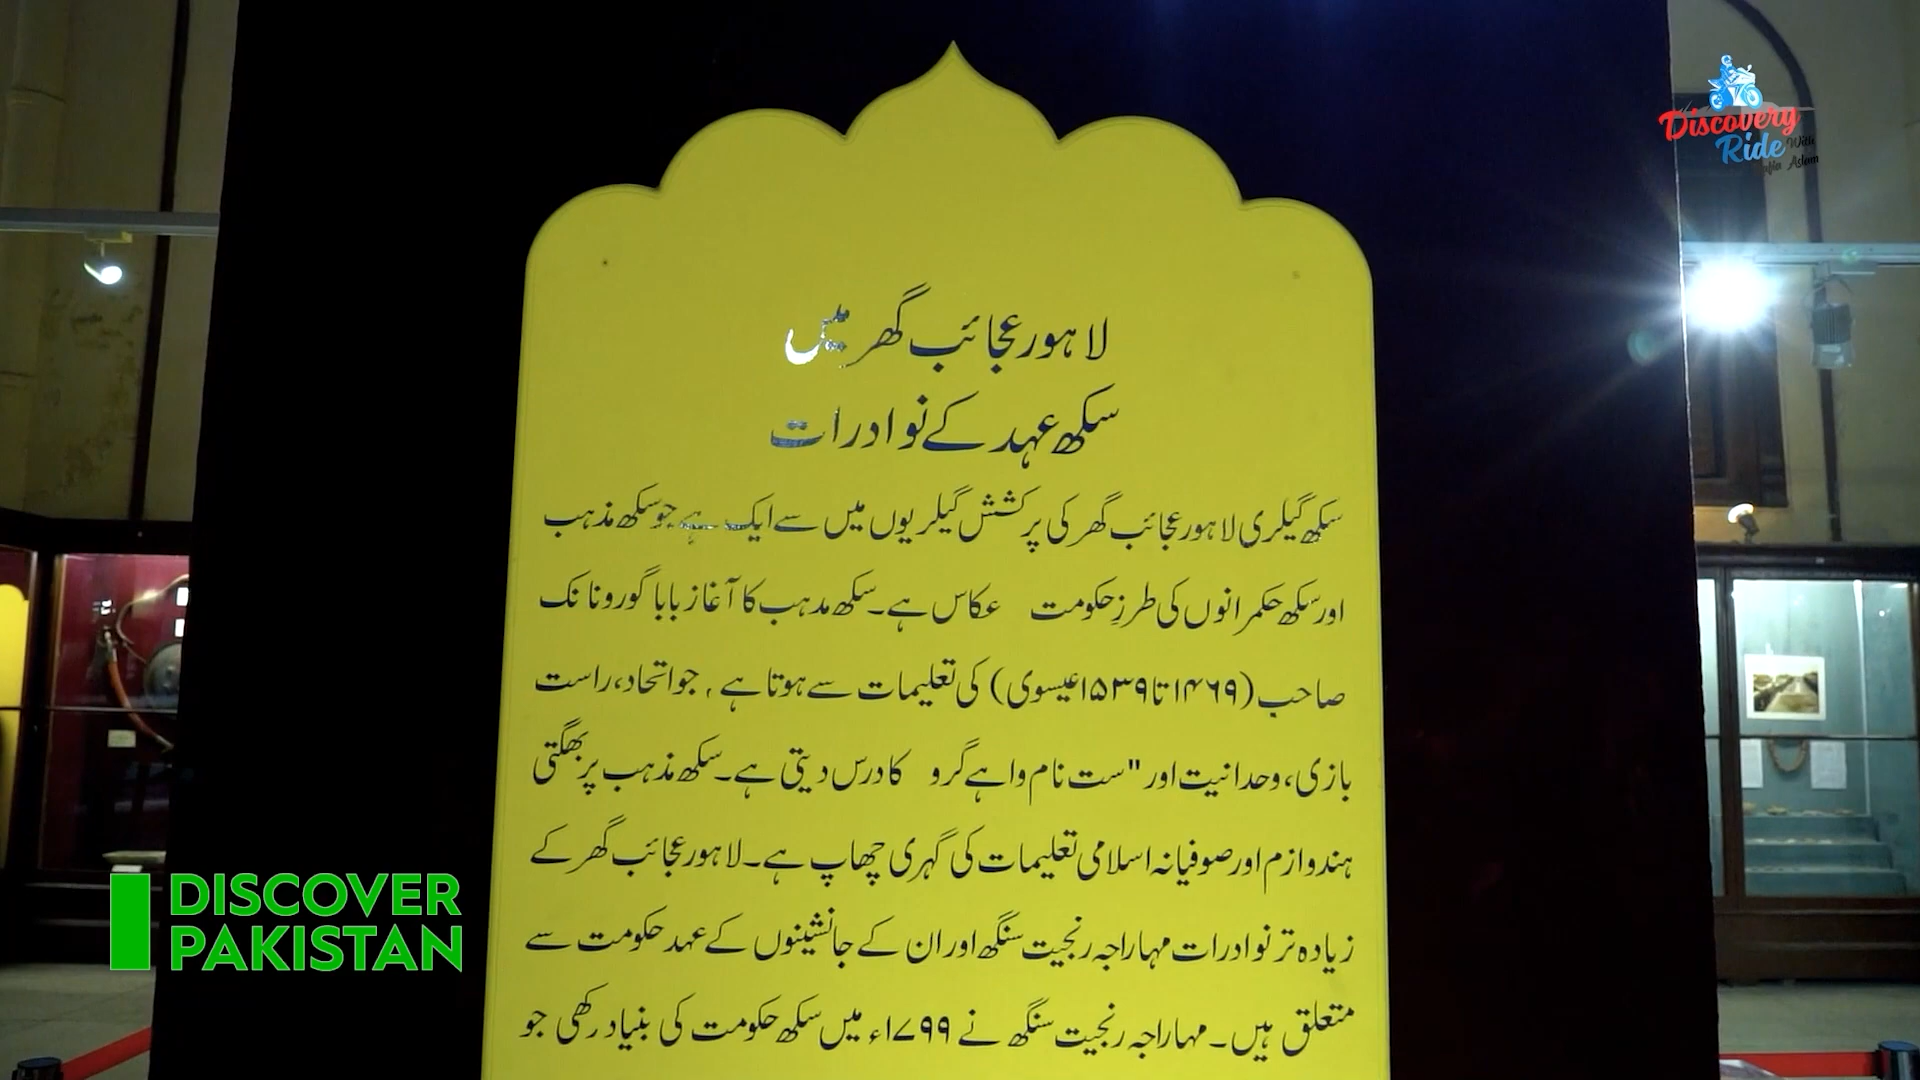 Discovery
Ride
With
Aslam
لاہور عجائب گھر میں
سکھ عہد کے نوادرات
سکھ گیلری لاہور عجائب گھر کی پرکشش گیلریوں میں سے ایک ہے جو سکھ مذہب
اور سکھ حکمرانوں کی طرزِ حکومت عکاس ہے۔ سکھ مذہب کا آغاز بابا گورونانک
صاحب (۱۴۶۹ تا ۱۵۳۹ عیسوی) کی تعلیمات سے ہوتا ہے, جو اتحاد، راست
بازی، وحدانیت اور "ست نام واہے گرو کا درس دیتی ہے۔ سکھ مذہب پر بھگتی
ہندوازم اور صوفیانہ اسلامی تعلیمات کی گہری چھاپ ہے۔ لاہور عجائب گھر کے
زیادہ تر نوادرات مہاراجہ رنجیت سنگھ اور ان کے جانشینوں کے عہد حکومت سے
متعلق ہیں۔ مہاراجہ رنجیت سنگھ نے ۱۷۹۹ء میں سکھ حکومت کی بنیاد رکھی جو
DISCOVER
PAKISTAN